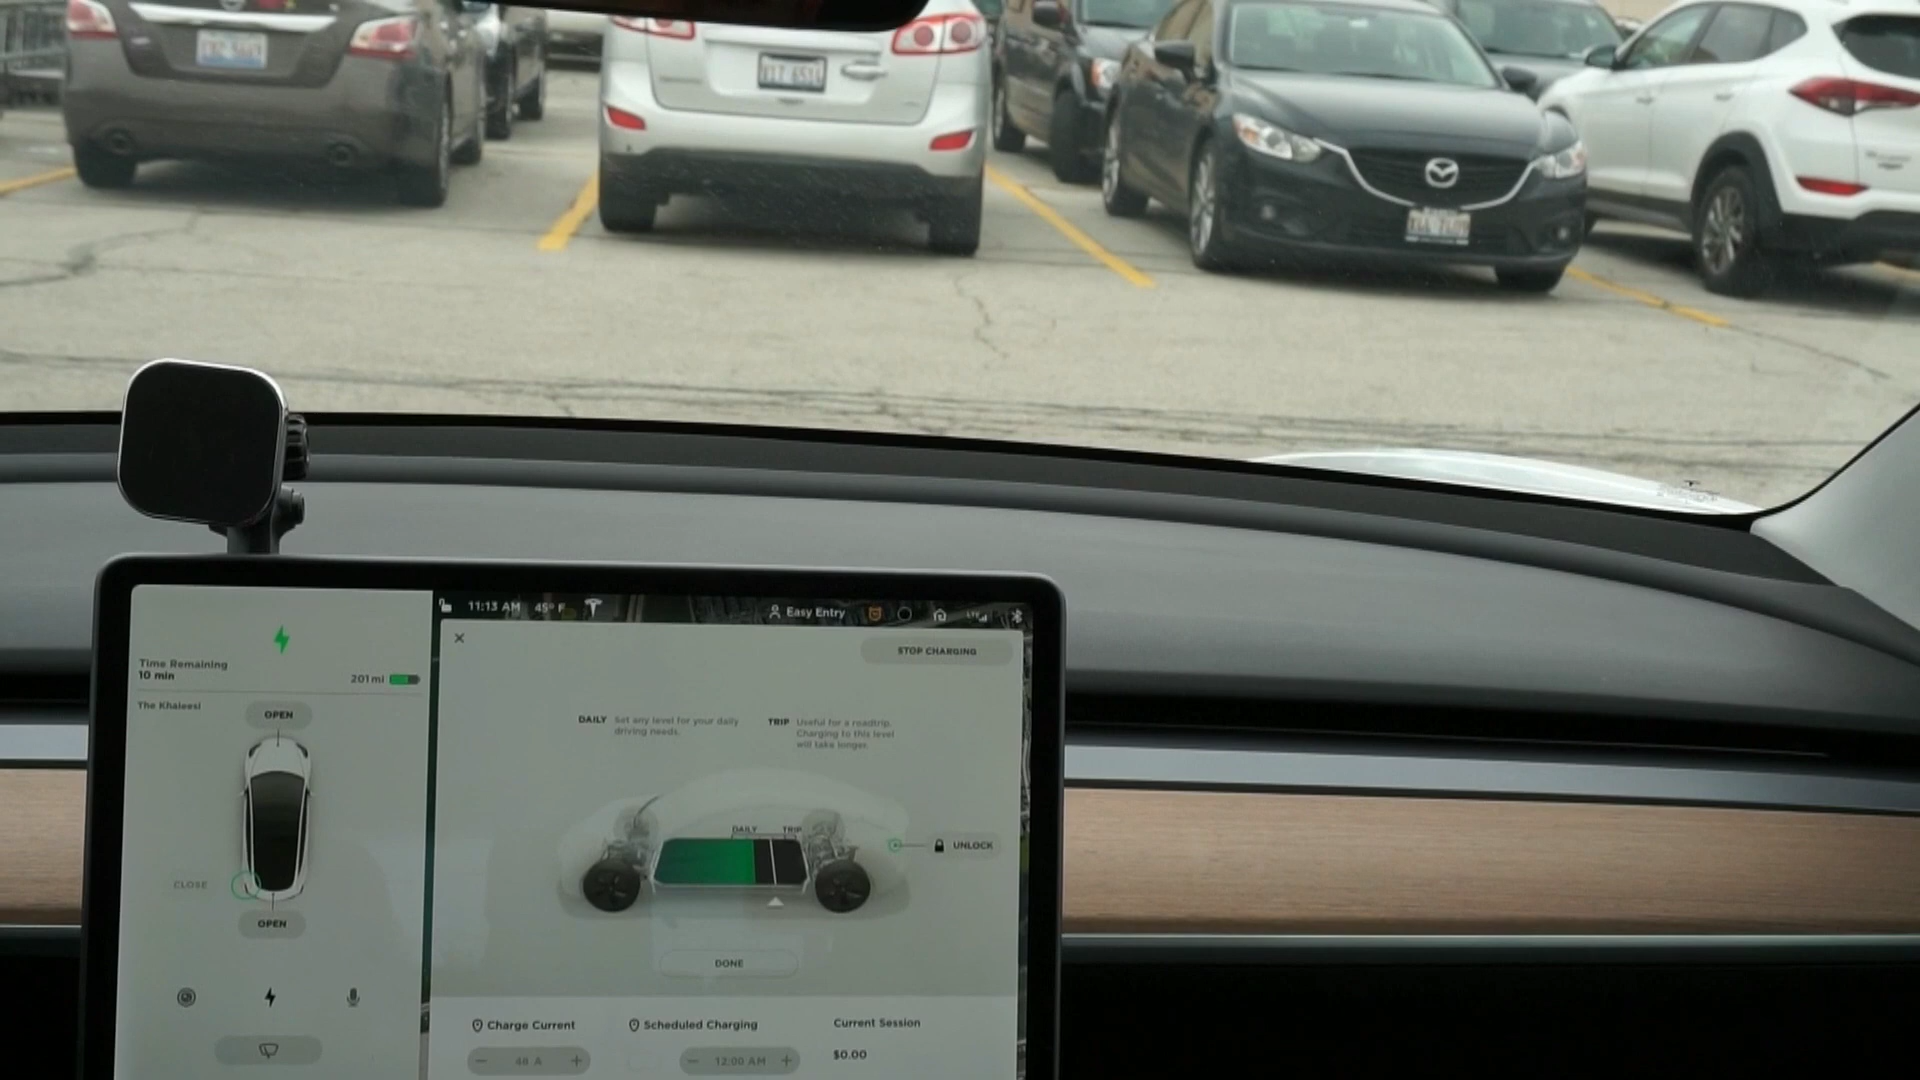 11:13 AM 45° F
Easy Entry
LTE
STOP CHARGING
Time Remaining
10 min
201 mi
The Khaleesi
OPEN
CLOSE
OPEN
DAILY Set any level for your daily
driving needs.
TRIP Useful for a roadtrip.
Charging to this level
will take longer.
DAILY TRIP
UNLOCK
DONE
Charge Current
Scheduled Charging
Current Session
− 48 A +
− 12:00 AM +
$0.00